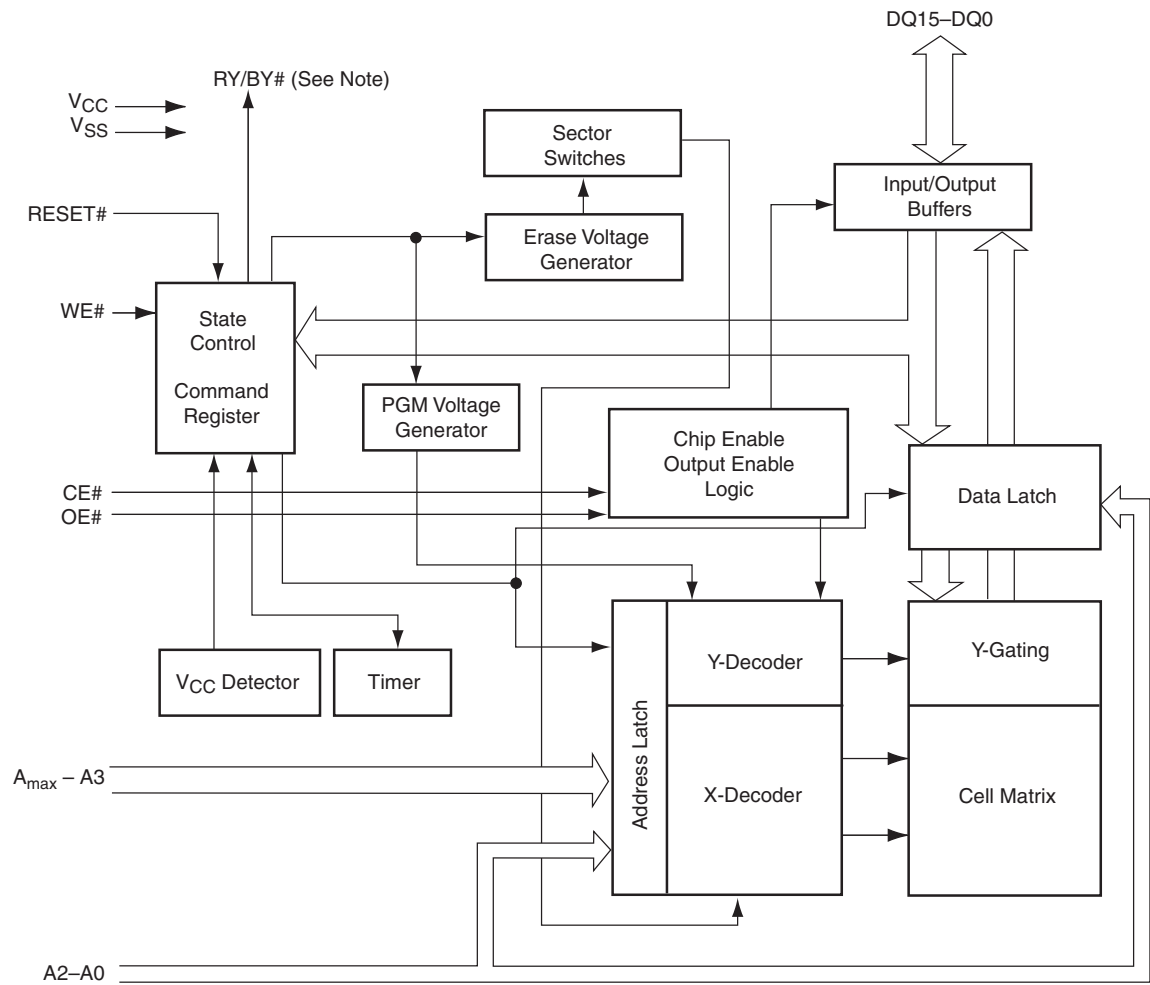 DQ15–DQ0
RY/BY# (See Note)
VCC
VSS
Sector
Switches
Input/Output
Buffers
RESET#
Erase Voltage
Generator
WE#
State
Control
Command
Register
PGM Voltage
Generator
Chip Enable
Output Enable
Logic
CE#
OE#
Data Latch
Y-Decoder
Y-Gating
VCC Detector
Timer
Address Latch
Amax – A3
X-Decoder
Cell Matrix
A2–A0